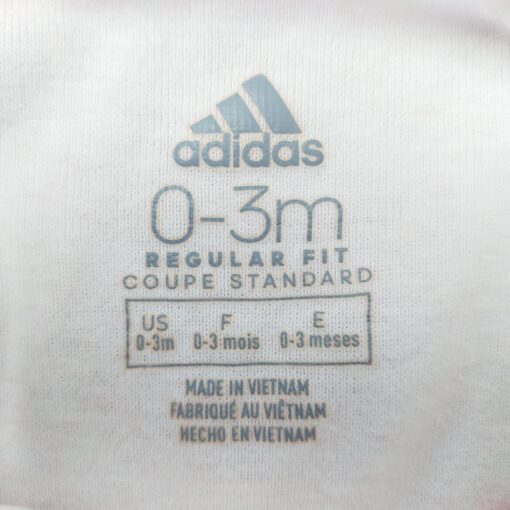 adidas
0-3m
REGULAR FIT
COUPE STANDARD
US F E
0-3m 0-3 mois 0-3 meses
MADE IN VIETNAM
FABRIQUÉ AU VIÊTNAM
HECHO EN VIETNAM